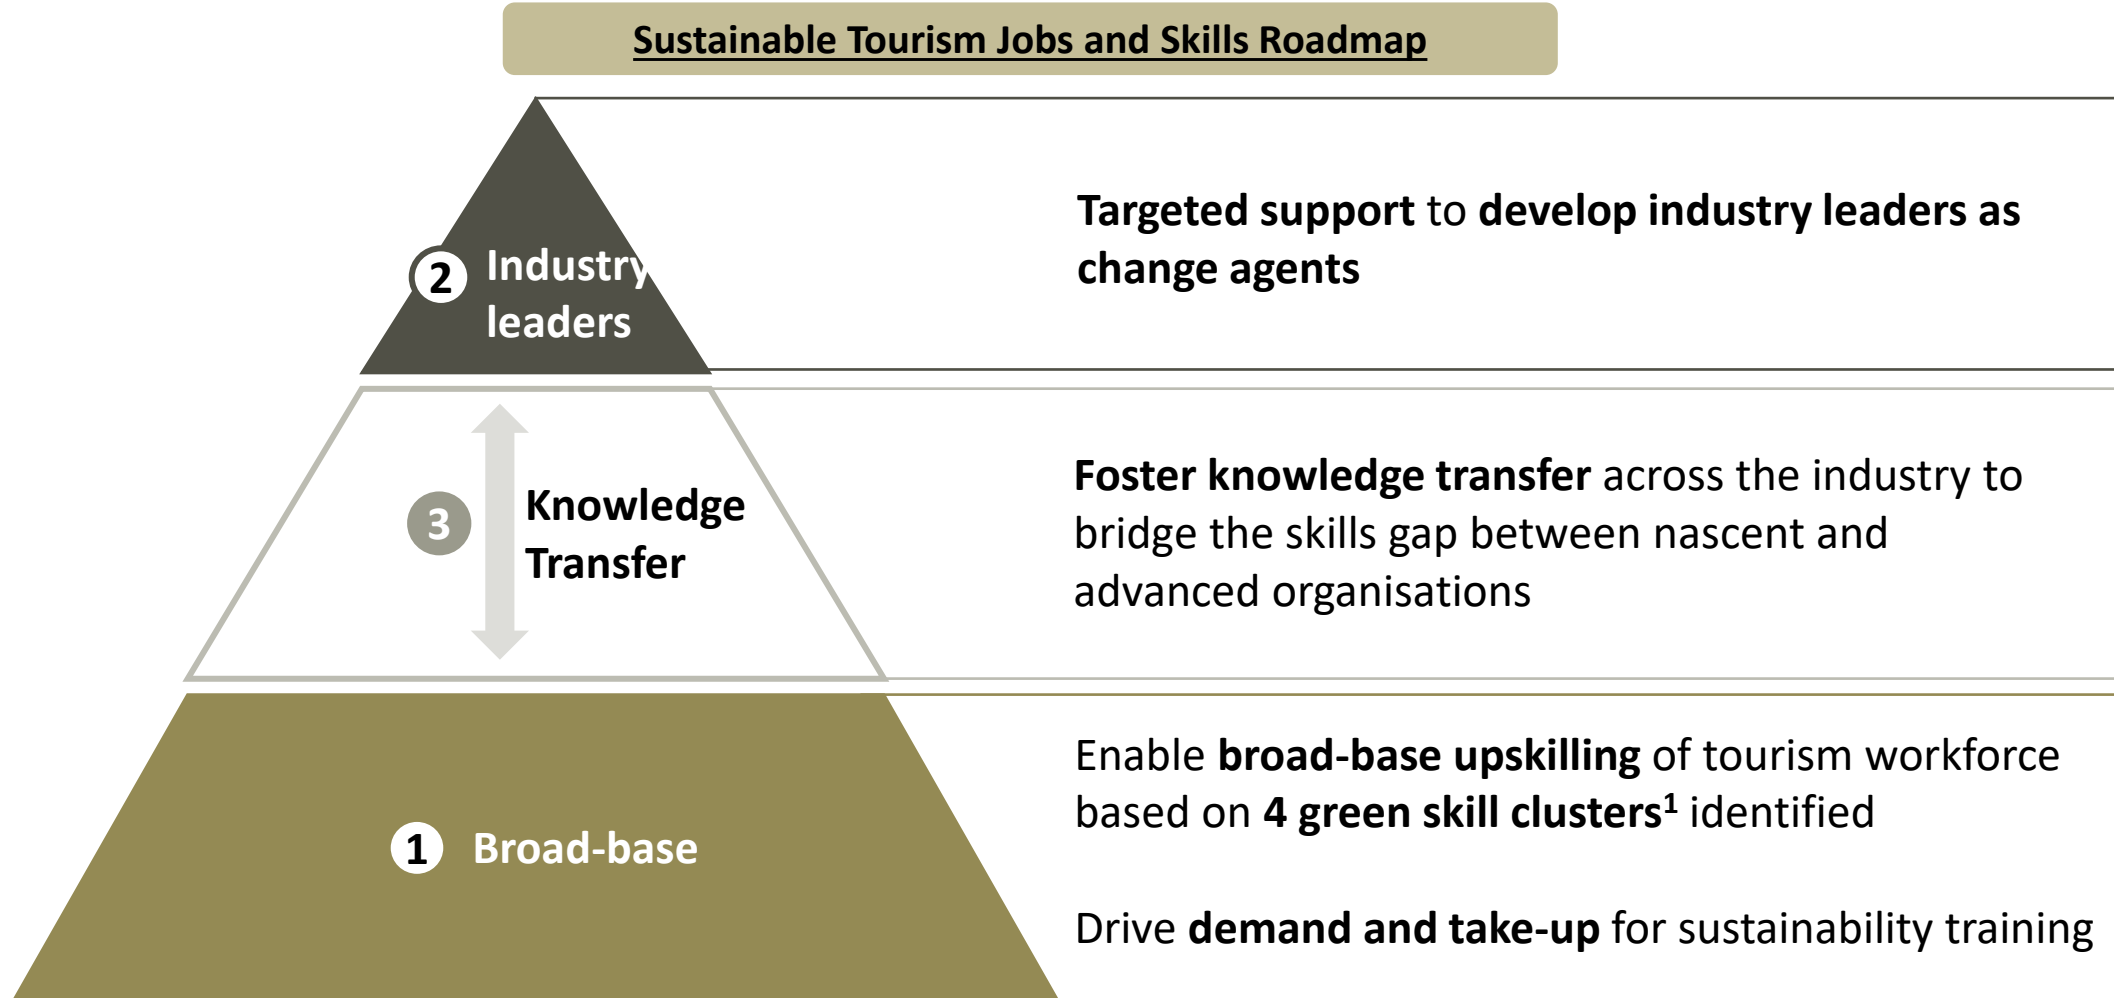 Sustainable Tourism Jobs and Skills Roadmap
2 Industry
leaders
Targeted support to develop industry leaders as
change agents
3 Knowledge
Transfer
Foster knowledge transfer across the industry to
bridge the skills gap between nascent and
advanced organisations
1 Broad-base
Enable broad-base upskilling of tourism workforce
based on 4 green skill clusters¹ identified
Drive demand and take-up for sustainability training